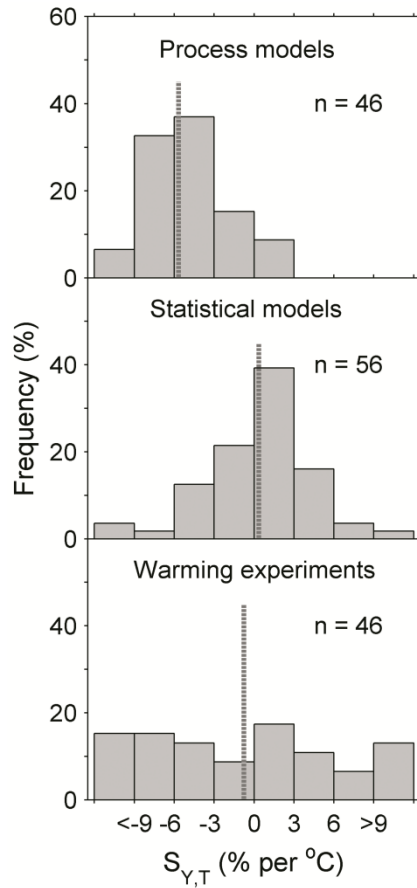 60
Process models
n = 46
40
20
0
Statistical models
n = 56
40
20
0
Frequency (%)
Warming experiments
n = 46
40
20
0
<-9 -6 -3 0 3 6 >9
S_Y,T (% per °C)